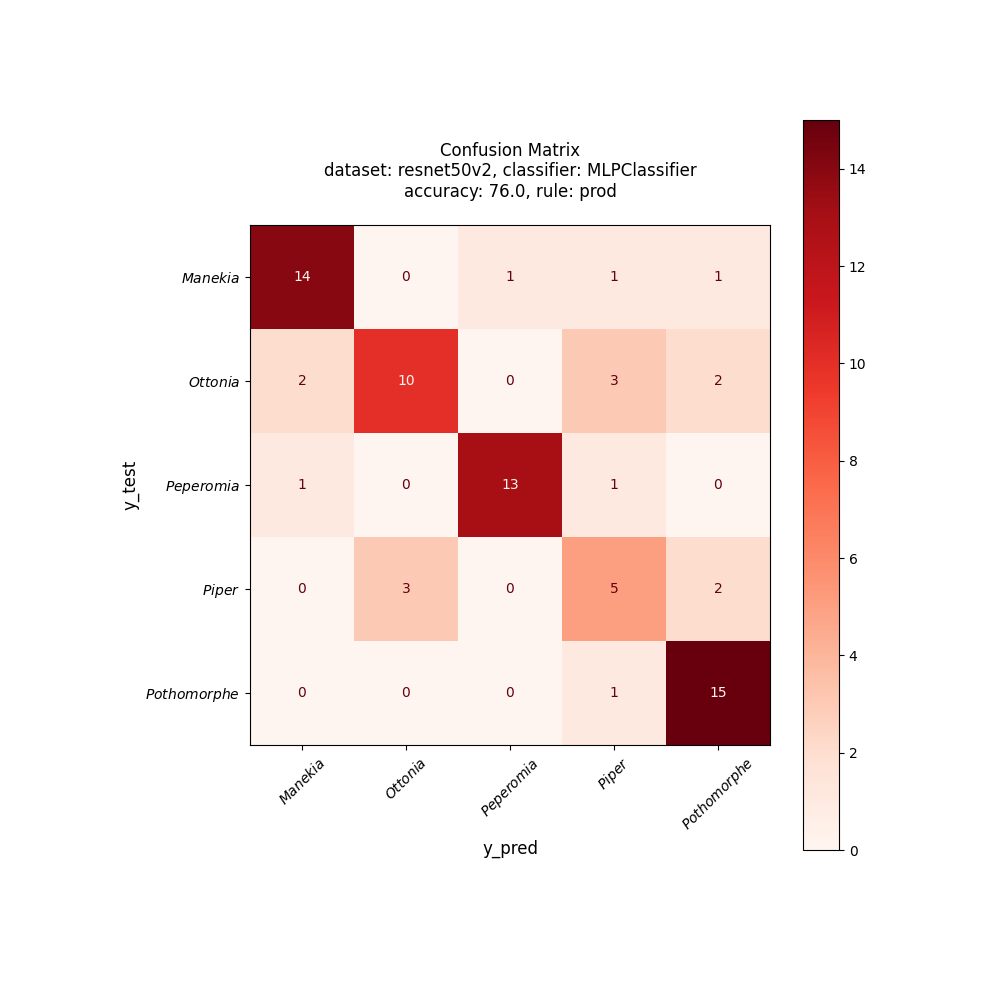 Confusion Matrix
dataset: resnet50v2, classifier: MLPClassifier
accuracy: 76.0, rule: prod
y_test
Manekia 14 0 1 1 1
Ottonia 2 10 0 3 2
Peperomia 1 0 13 1 0
Piper 0 3 0 5 2
Pothomorphe 0 0 0 1 15
Manekia Ottonia Peperomia Piper Pothomorphe
y_pred
14
12
10
8
6
4
2
0